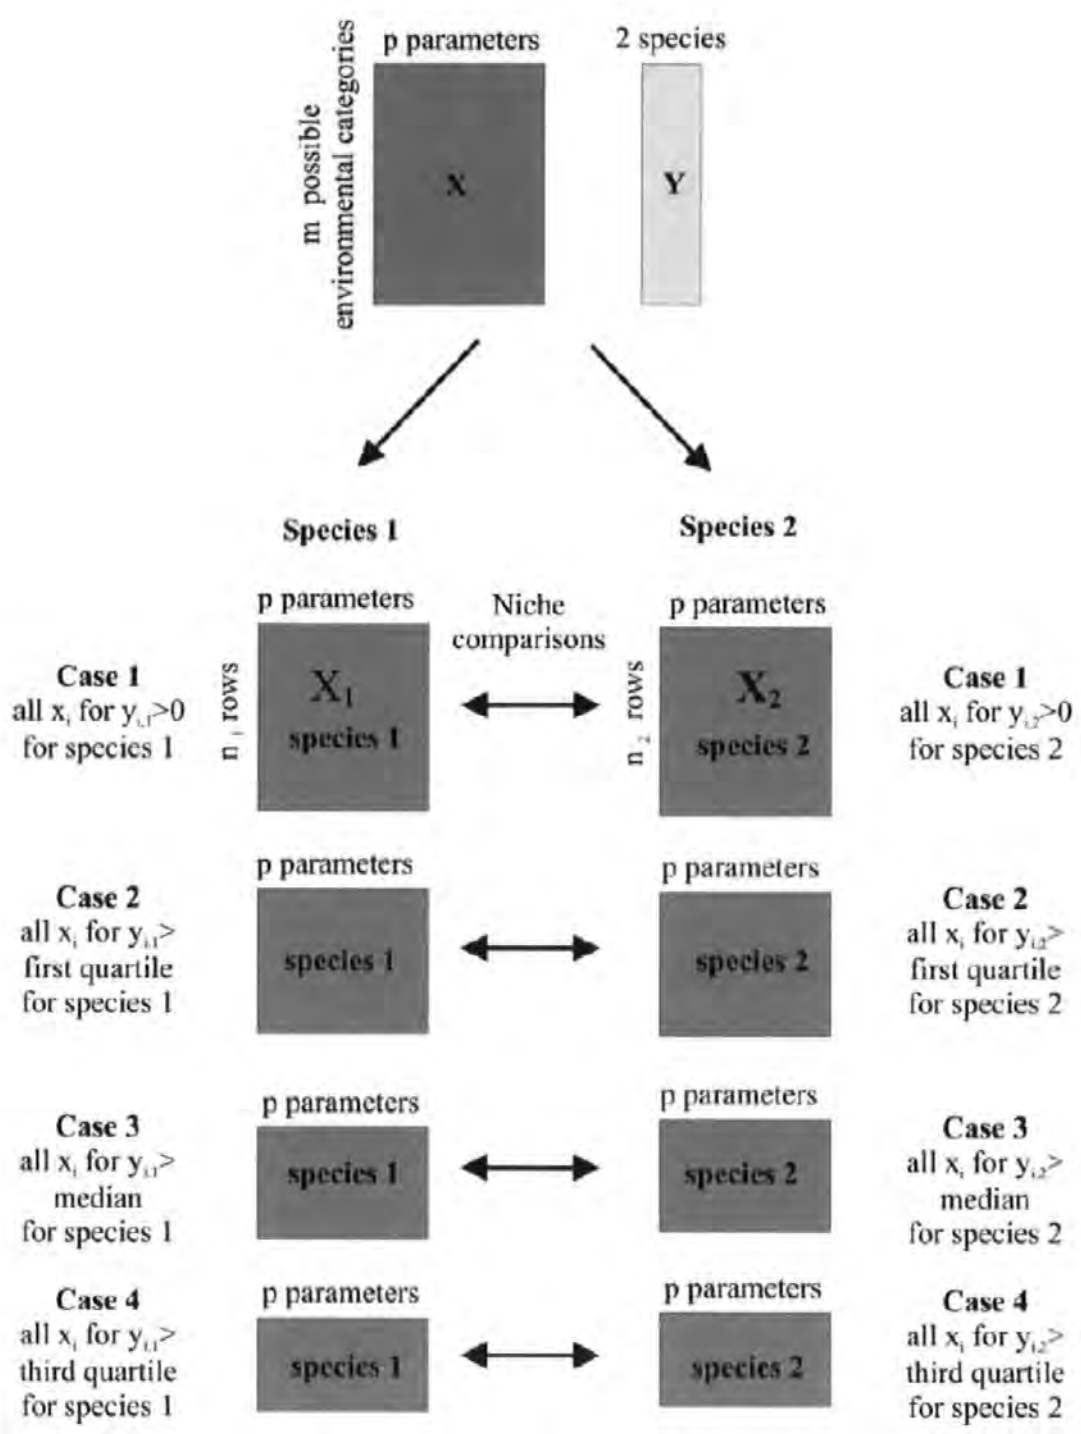 p parameters
2 species
m possible
environmental categories
X
Y
Species 1
Species 2
p parameters
Niche
comparisons
p parameters
Case 1
all xᵢ for yᵢ,₁>0
for species 1
n₁ rows
X₁
species 1
n₂ rows
X₂
species 2
Case 1
all xᵢ for yᵢ,₂>0
for species 2
p parameters
p parameters
Case 2
all xᵢ for yᵢ,₁>
first quartile
for species 1
species 1
species 2
Case 2
all xᵢ for yᵢ,₂>
first quartile
for species 2
p parameters
p parameters
Case 3
all xᵢ for yᵢ,₁>
median
for species 1
species 1
species 2
Case 3
all xᵢ for yᵢ,₂>
median
for species 2
p parameters
p parameters
Case 4
all xᵢ for yᵢ,₁>
third quartile
for species 1
species 1
species 2
Case 4
all xᵢ for yᵢ,₂>
third quartile
for species 2